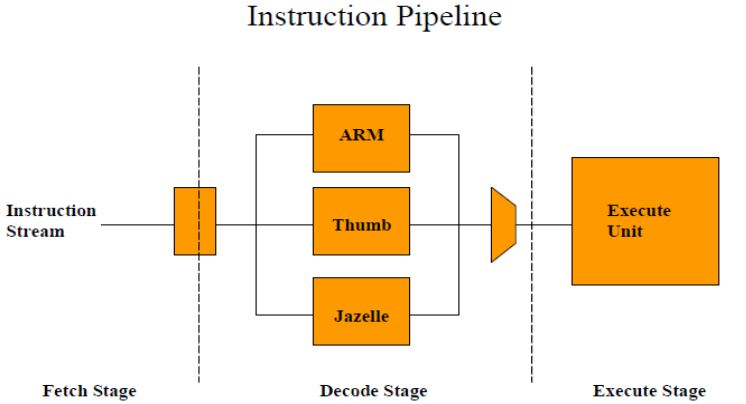 Instruction Pipeline
ARM
Instruction
Stream
Thumb
Execute
Unit
Jazelle
Fetch Stage
Decode Stage
Execute Stage